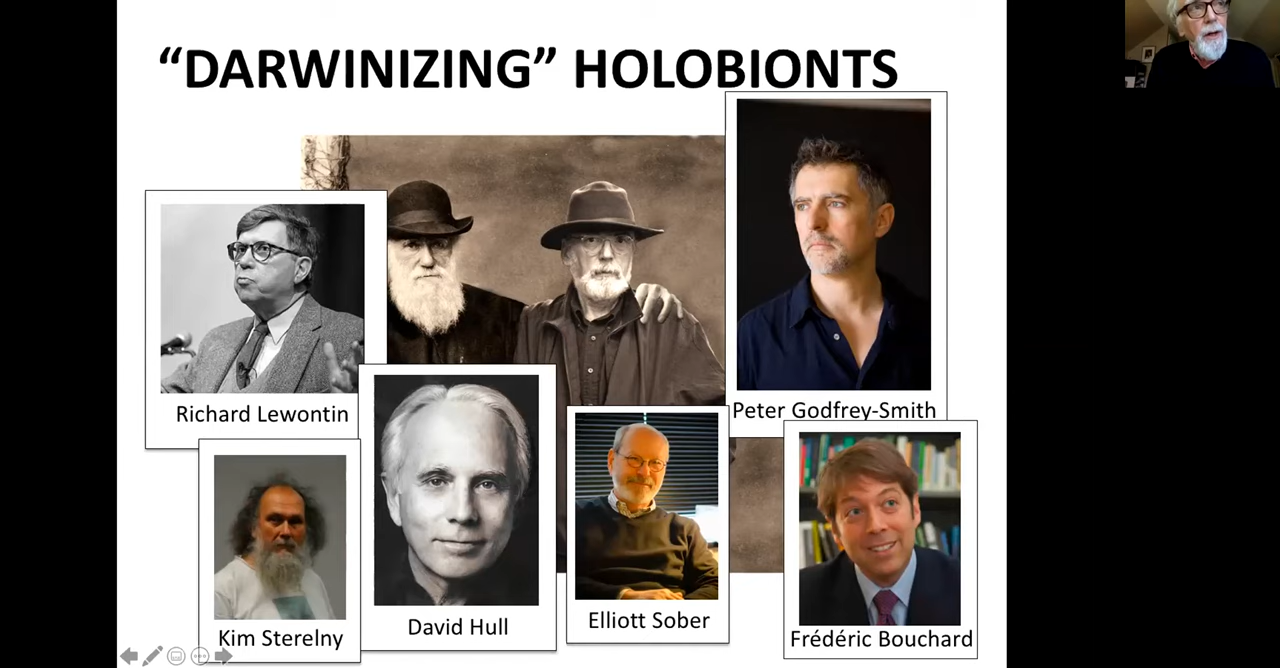 “DARWINIZING” HOLOBIONTS
Richard Lewontin
Peter Godfrey-Smith
Kim Sterelny
David Hull
Elliott Sober
Frédéric Bouchard